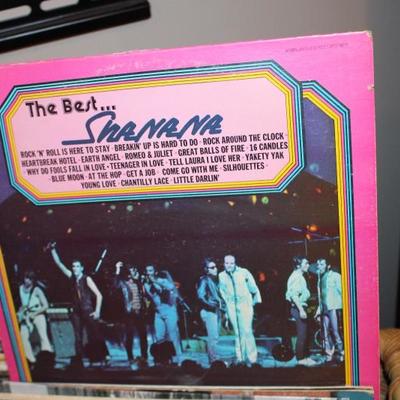 The Best...
SHANANA
ROCK 'N' ROLL IS HERE TO STAY · BREAKIN' UP IS HARD TO DO · ROCK AROUND THE CLOCK ·
HEARTBREAK HOTEL · EARTH ANGEL · ROMEO & JULIET · GREAT BALLS OF FIRE · 16 CANDLES
· WHY DO FOOLS FALL IN LOVE · TEENAGER IN LOVE · TELL LAURA I LOVE HER · YAKETY YAK
· BLUE MOON · AT THE HOP · GET A JOB · COME GO WITH ME · SILHOUETTES ·
YOUNG LOVE · CHANTILLY LACE · LITTLE DARLIN'